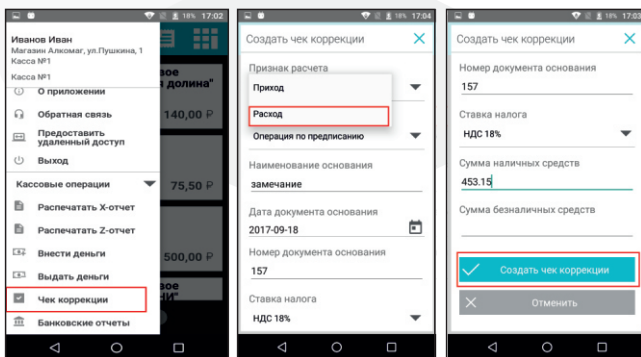 18% 17:02
Иванов Иван
Магазин Алкомаг, ул.Пушкина, 1
Касса №1
Касса №1
О приложении
Обратная связь
Предоставить
удаленный доступ
Выход
Кассовые операции
Распечатать X-отчет
Распечатать Z-отчет
Внести деньги
Выдать деньги
Чек коррекции
Банковские отчеты
долина"
140,00 ₽
75,50 ₽
500,00 ₽
18% 17:04
Создать чек коррекции
Признак расчета
Приход
Расход
Операция по предписанию
Наименование основания
замечание
Дата документа основания
2017-09-18
Номер документа основания
157
Ставка налога
НДС 18%
18% 17:03
Создать чек коррекции
Номер документа основания
157
Ставка налога
НДС 18%
Сумма наличных средств
453.15
Сумма безналичных средств
Создать чек коррекции
Отменить